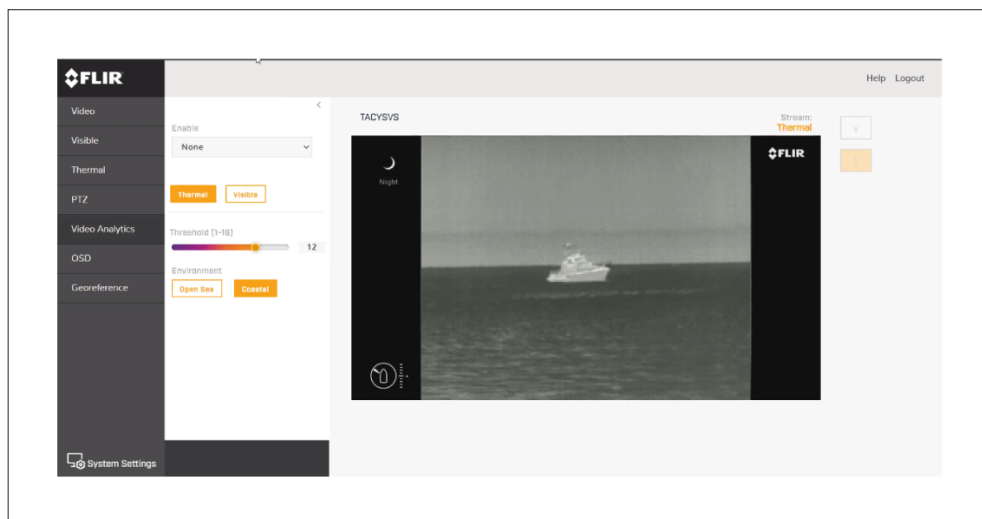 FLIR
Help Logout
Video
Visible
Thermal
PTZ
Video Analytics
OSD
Georeference
System Settings
Enable
None
Thermal Visible
Threshold [1-16]
12
Environment
Open Sea Coastal
TACYSVS
Stream:
Thermal
V
Night
FLIR